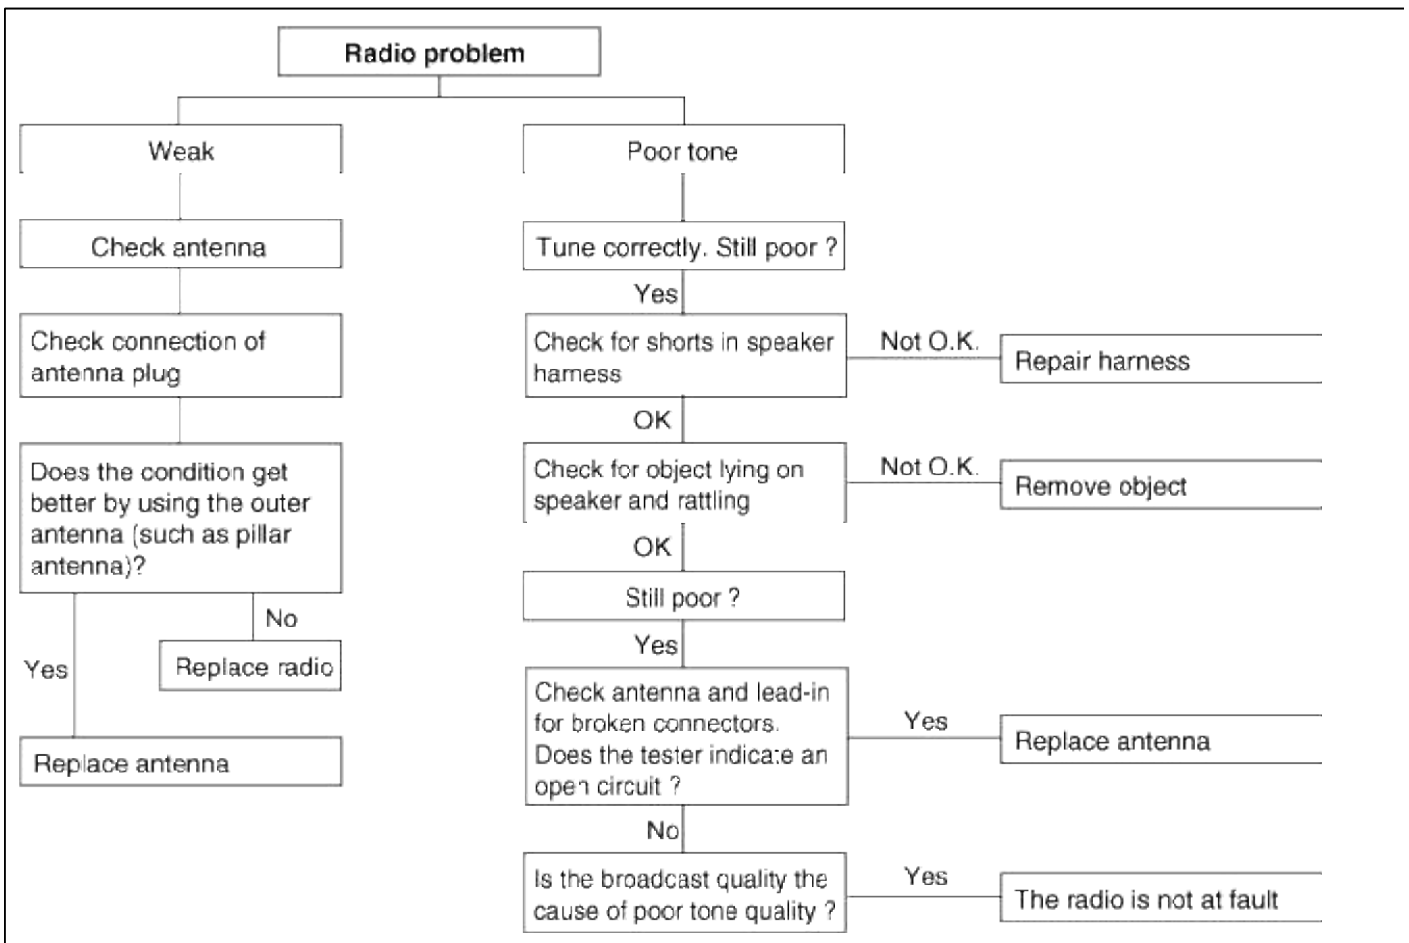 Radio problem
Weak
Poor tone
Check antenna
Tune correctly. Still poor ?
Yes
Check connection of
antenna plug
Check for shorts in speaker
harness
Not O.K.
Repair harness
OK
Does the condition get
better by using the outer
antenna (such as pillar
antenna)?
Check for object lying on
speaker and rattling
Not O.K.
Remove object
OK
Still poor ?
No
Replace radio
Yes
Replace antenna
Yes
Check antenna and lead-in
for broken connectors.
Does the tester indicate an
open circuit ?
Yes
Replace antenna
No
Is the broadcast quality the
cause of poor tone quality ?
Yes
The radio is not at fault